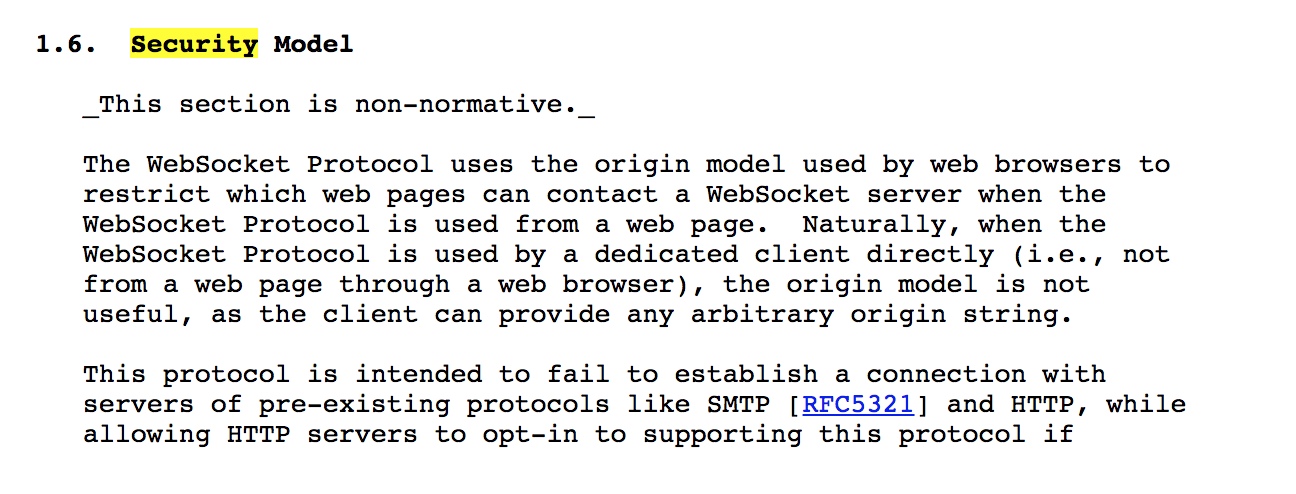 1.6. Security Model
_This section is non-normative._
The WebSocket Protocol uses the origin model used by web browsers to
restrict which web pages can contact a WebSocket server when the
WebSocket Protocol is used from a web page.  Naturally, when the
WebSocket Protocol is used by a dedicated client directly (i.e., not
from a web page through a web browser), the origin model is not
useful, as the client can provide any arbitrary origin string.
This protocol is intended to fail to establish a connection with
servers of pre-existing protocols like SMTP [RFC5321] and HTTP, while
allowing HTTP servers to opt-in to supporting this protocol if